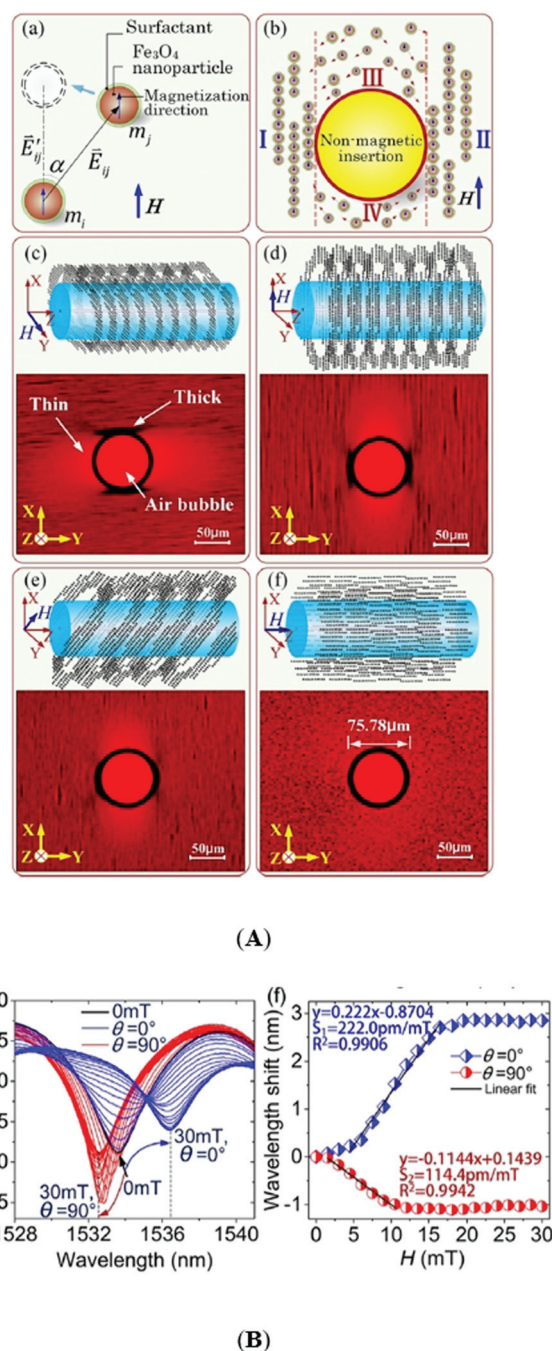 (a)
Surfactant
Fe₃O₄
nanoparticle
Magnetization
direction
E⃗'ij
α
E⃗ij
mj
mi
H
(b)
I
III
II
Non-magnetic
insertion
IV
H
(c)
X
Z
H
Y
Thin
Thick
Air bubble
X
Z
Y
50μm
(d)
X
H
Z
Y
X
Z
Y
50μm
(e)
X
H
Z
Y
X
Z
Y
50μm
(f)
X
H
Z
Y
75.78μm
X
Z
Y
50μm
(A)
0mT
θ=0°
θ=90°
30mT,
θ=0°
0mT
30mT,
θ=90°
1528 1532 1536 1540
Wavelength (nm)
(f)
y=0.222x-0.8704
S₁=222.0pm/mT
R²=0.9906
θ=0°
θ=90°
Linear fit
y=-0.1144x+0.1439
S₂=114.4pm/mT
R²=0.9942
3
2
1
0
-1
Wavelength shift (nm)
0 5 10 15 20 25 30
H (mT)
(B)